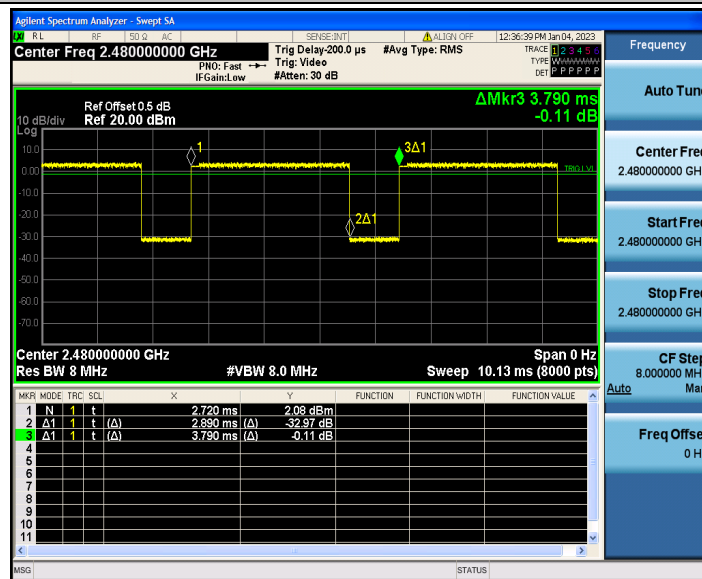 Agilent Spectrum Analyzer - Swept SA
LXI RL RF 50 Ω AC SENSE:INT ALIGN OFF 12:36:39 PM Jan 04, 2023
Center Freq 2.480000000 GHz
PNO: Fast
IFGain:Low
Trig Delay-200.0 µs
Trig: Video
#Atten: 30 dB
#Avg Type: RMS
TRACE 1 2 3 4 5 6
TYPE WWWWWW
DET P P P P P P
Frequency
Auto Tune
Center Freq
2.480000000 GH
Start Freq
2.480000000 GH
Stop Freq
2.480000000 GH
CF Step
8.000000 MH
Auto Man
Freq Offset
0 H
ΔMkr3 3.790 ms
-0.11 dB
Ref Offset 0.5 dB
10 dB/div Ref 20.00 dBm
Log
10.0
0.00
-10.0
-20.0
-30.0
-40.0
-50.0
-60.0
-70.0
1
3Δ1
TRIG LVL
2Δ1
Center 2.480000000 GHz Span 0 Hz
Res BW 8 MHz #VBW 8.0 MHz Sweep 10.13 ms (8000 pts)
MKR MODE TRC SCL X Y FUNCTION FUNCTION WIDTH FUNCTION VALUE
1 N 1 t 2.720 ms 2.08 dBm
2 Δ1 1 t (Δ) 2.890 ms (Δ) -32.97 dB
3 Δ1 1 t (Δ) 3.790 ms (Δ) -0.11 dB
4
5
6
7
8
9
10
11
MSG STATUS